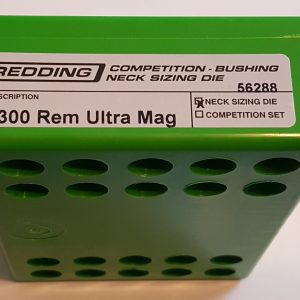 REDDING
COMPETITION - BUSHING
NECK SIZING DIE
56288
SCRIPTION
300 Rem Ultra Mag
NECK SIZING DIE
COMPETITION SET